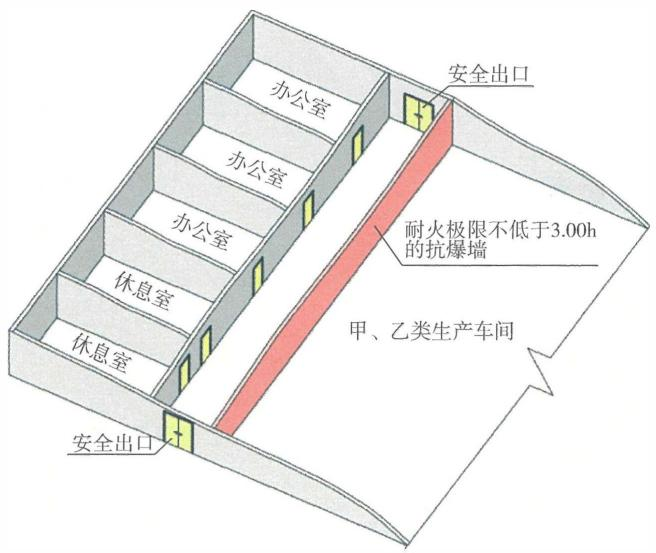 安全出口
办公室
办公室
办公室
休息室
休息室
耐火极限不低于3.00h
的抗爆墙
甲、乙类生产车间
安全出口